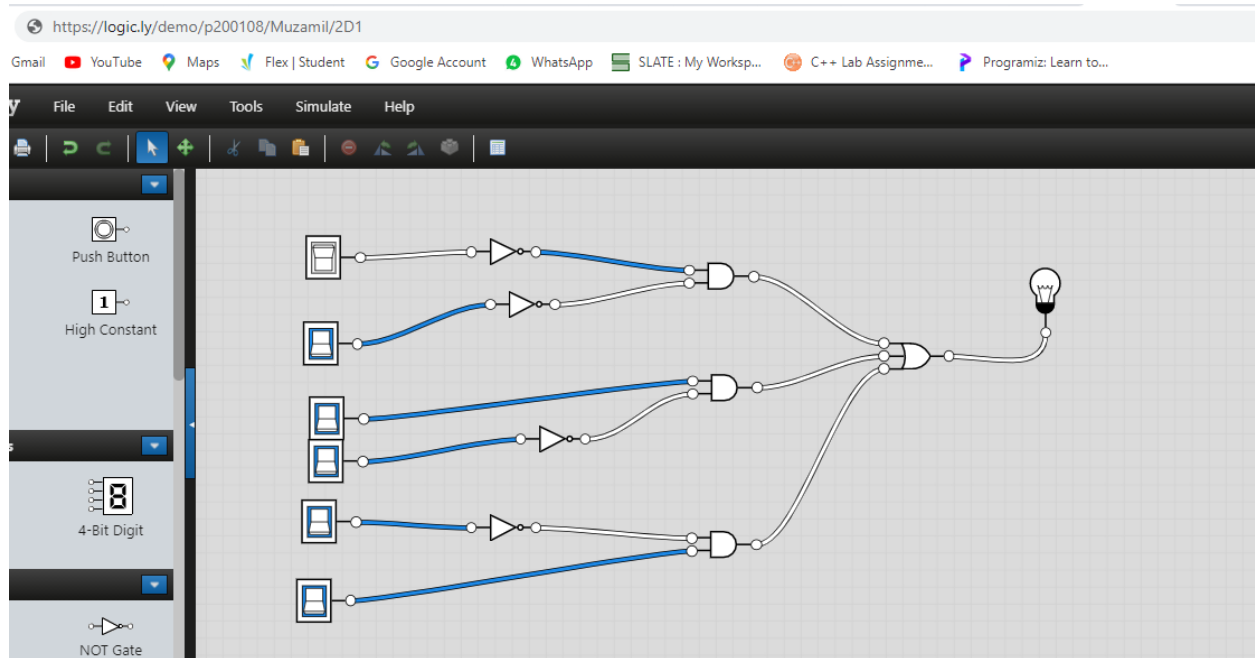 https://logic.ly/demo/p200108/Muzamil/2D1
Gmail YouTube Maps Flex | Student Google Account 4 WhatsApp SLATE : My Worksp... C++ Lab Assignme... Programiz: Learn to...
y File Edit View Tools Simulate Help
Push Button
1
High Constant
s
8
4-Bit Digit
NOT Gate